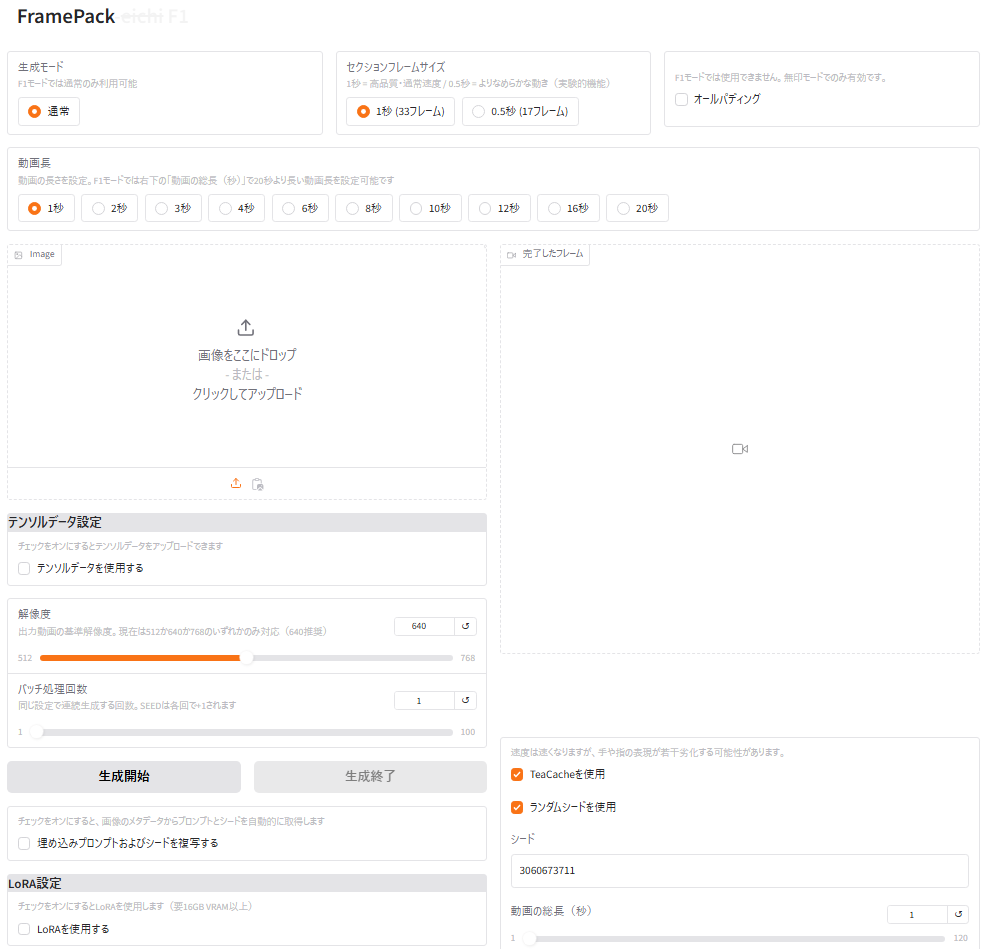 FramePack-eichi F1
生成モード
F1モードでは通常のみ利用可能
通常
セクションフレームサイズ
1秒 = 高品質・通常速度 / 0.5秒 = よりなめらかな動き（実験的機能）
1秒 (33フレーム)
0.5秒 (17フレーム)
F1モードでは使用できません。無印モードでのみ有効です。
オールパディング
動画長
動画の長さを設定。F1モードでは右下の「動画の総長（秒）」で20秒より長い動画長を設定可能です
1秒
2秒
3秒
4秒
6秒
8秒
10秒
12秒
16秒
20秒
Image
画像をここにドロップ
- または -
クリックしてアップロード
テンソルデータ設定
チェックをオンにするとテンソルデータをアップロードできます
テンソルデータを使用する
解像度
出力動画の基準解像度。現在は512か640か768のいずれかのみ対応（640推奨）
640
512
768
バッチ処理回数
同じ設定で連続生成する回数。SEEDは各回で+1されます
1
1
100
生成開始
生成終了
チェックをオンにすると、画像のメタデータからプロンプトとシードを自動的に取得します
埋め込みプロンプトおよびシードを複写する
LoRA設定
チェックをオンにするとLoRAを使用します（要16GB VRAM以上）
LoRAを使用する
完了したフレーム
速度は速くなりますが、手や指の表現が若干劣化する可能性があります。
TeaCacheを使用
ランダムシードを使用
シード
3060673711
動画の総長（秒）
1
1
120